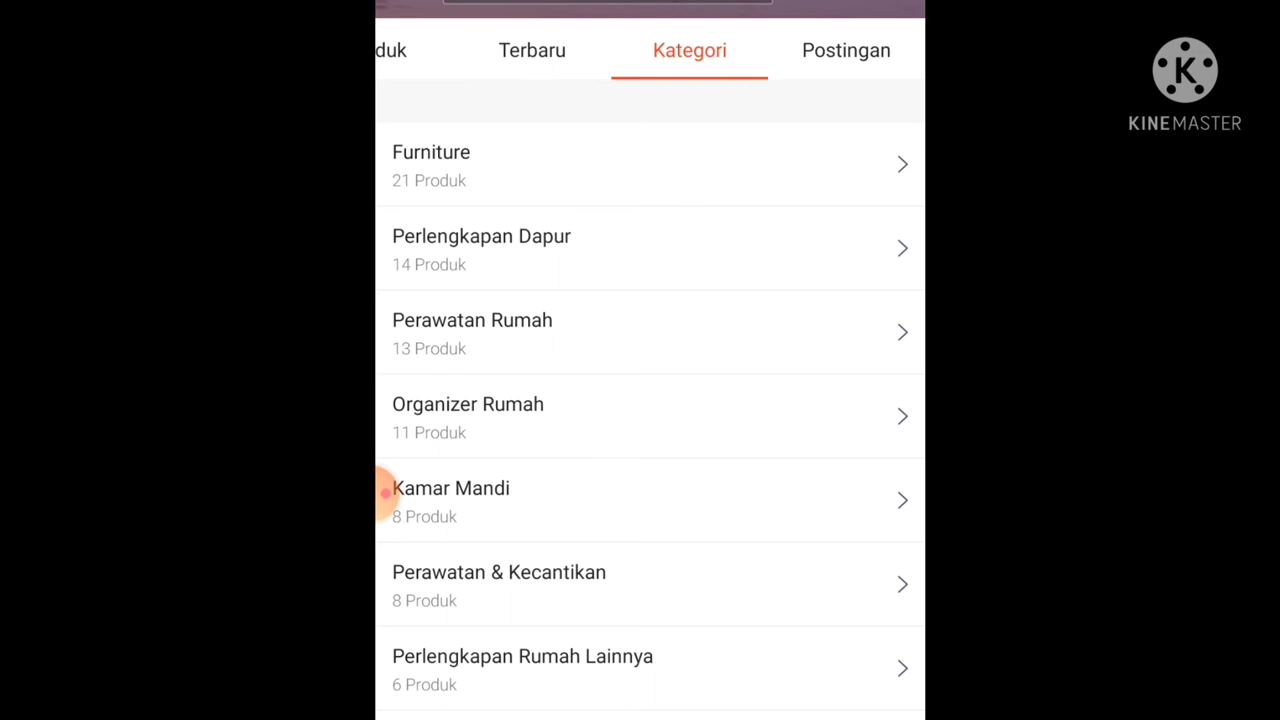 duk Terbaru Kategori Postingan
K
KINEMASTER
Furniture
21 Produk
Perlengkapan Dapur
14 Produk
Perawatan Rumah
13 Produk
Organizer Rumah
11 Produk
Kamar Mandi
8 Produk
Perawatan & Kecantikan
8 Produk
Perlengkapan Rumah Lainnya
6 Produk